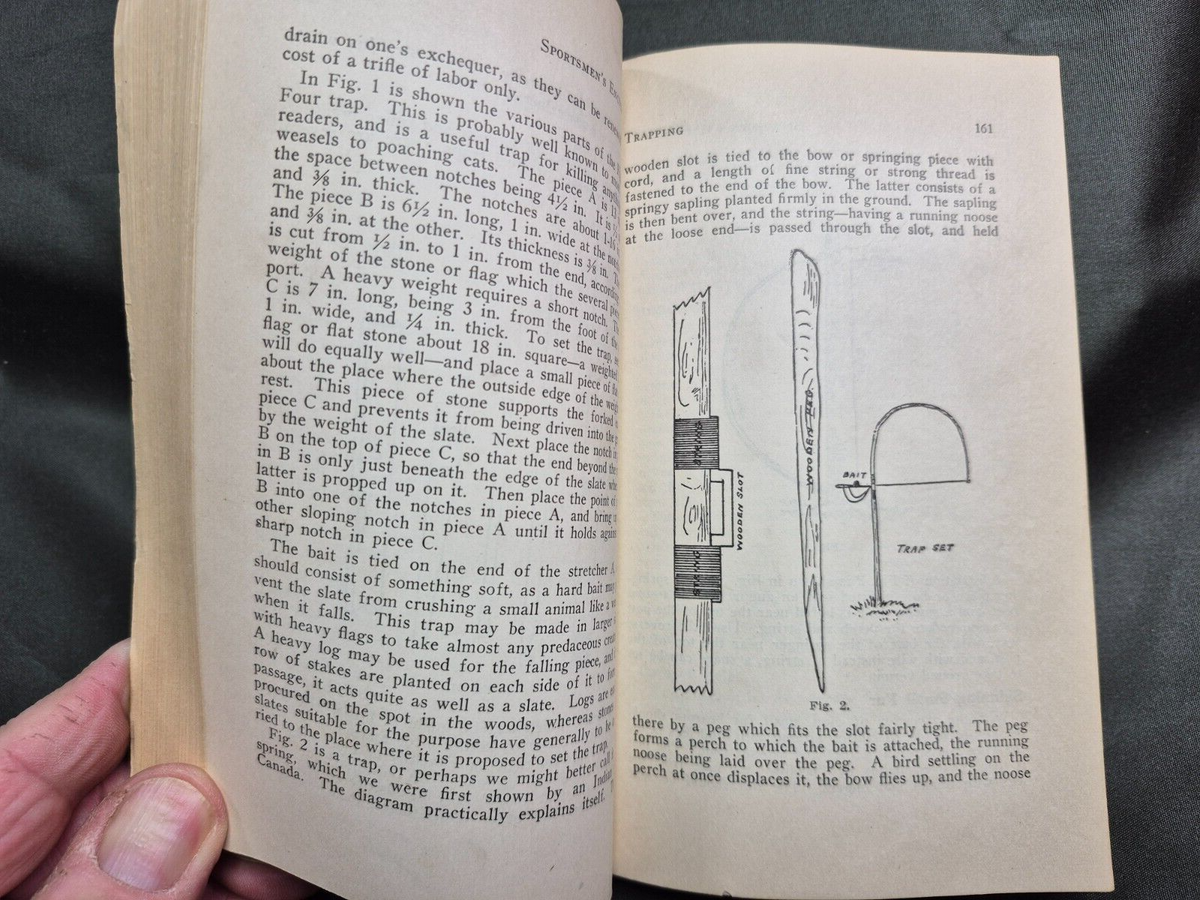 SPORTSMEN'S
drain on one's exchequer, as they can be
cost of a trifle of labor only.
In Fig. 1 is shown the various parts of the
Four trap. This is probably well known to
readers, and is a useful trap for killing
weasels to poaching cats. The piece A is
the space between notches being 4½ in. It is
and ⅜ in. thick. The notches are about
The piece B is 6½ in. long, 1 in. wide at the
and ⅜ in. at the other. Its thickness is ⅜ in.
is cut from ½ in. to 1 in. from the end,
weight of the stone or flag which the several
port. A heavy weight requires a short notch.
C is 7 in. long, being 3 in. from the foot of the
1 in. wide, and ¼ in. thick. To set the trap,
flag or flat stone about 18 in. square—a
will do equally well—and place a small piece of
about the place where the outside edge of the
rest. This piece of stone supports the forked
piece C and prevents it from being driven into the
by the weight of the slate. Next place the notch
B on the top of piece C, so that the end beyond
in B is only just beneath the edge of the slate
latter is propped up on it. Then place the point of
B into one of the notches in piece A, and bring
other sloping notch in piece A until it holds
sharp notch in piece C.
The bait is tied on the end of the stretcher A
should consist of something soft, as a hard bait
vent the slate from crushing a small animal like a
when it falls. This trap may be made in larger
with heavy flags to take almost any predaceous
A heavy log may be used for the falling piece,
row of stakes are planted on each side of it to
passage, it acts quite as well as a slate. Logs are
procured on the spot in the woods, whereas
slates suitable for the purpose have generally to be
ried to the place where it is proposed to set the trap.
Fig. 2 is a trap, or perhaps we might better call
spring, which we were first shown by an Indian
Canada. The diagram practically explains itself.
TRAPPING 161
wooden slot is tied to the bow or springing piece with
cord, and a length of fine string or strong thread is
fastened to the end of the bow. The latter consists of a
springy sapling planted firmly in the ground. The sapling
is then bent over, and the string—having a running noose
at the loose end—is passed through the slot, and held
STRING
WOODEN SLOT
STRING
WOODEN PEG
BAIT
TRAP SET
Fig. 2.
there by a peg which fits the slot fairly tight. The peg
forms a perch to which the bait is attached, the running
noose being laid over the peg. A bird settling on the
perch at once displaces it, the bow flies up, and the noose